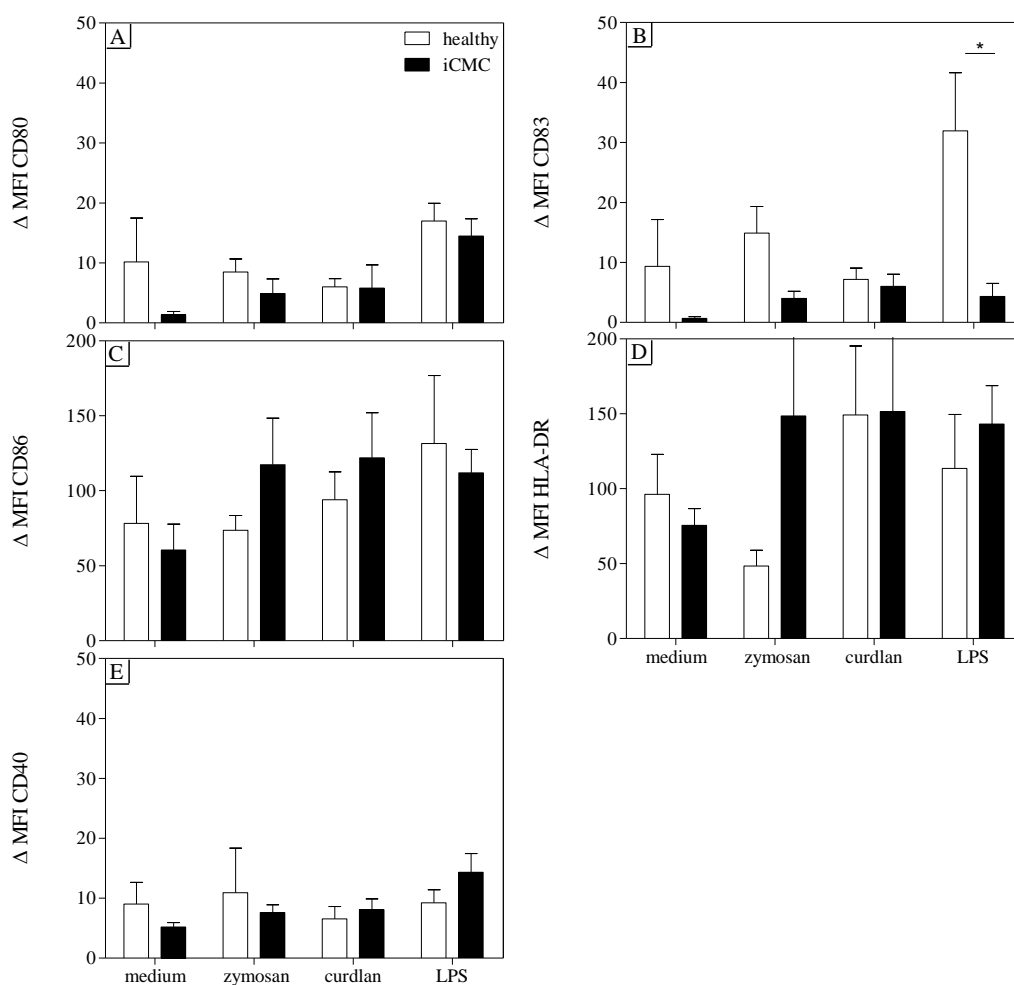 A
healthy
iCMC
50
40
30
20
10
0
Δ MFI CD80
B
*
50
40
30
20
10
0
Δ MFI CD83
C
200
150
100
50
0
Δ MFI CD86
D
200
150
100
50
0
Δ MFI HLA-DR
medium zymosan curdlan LPS
E
50
40
30
20
10
0
Δ MFI CD40
medium zymosan curdlan LPS